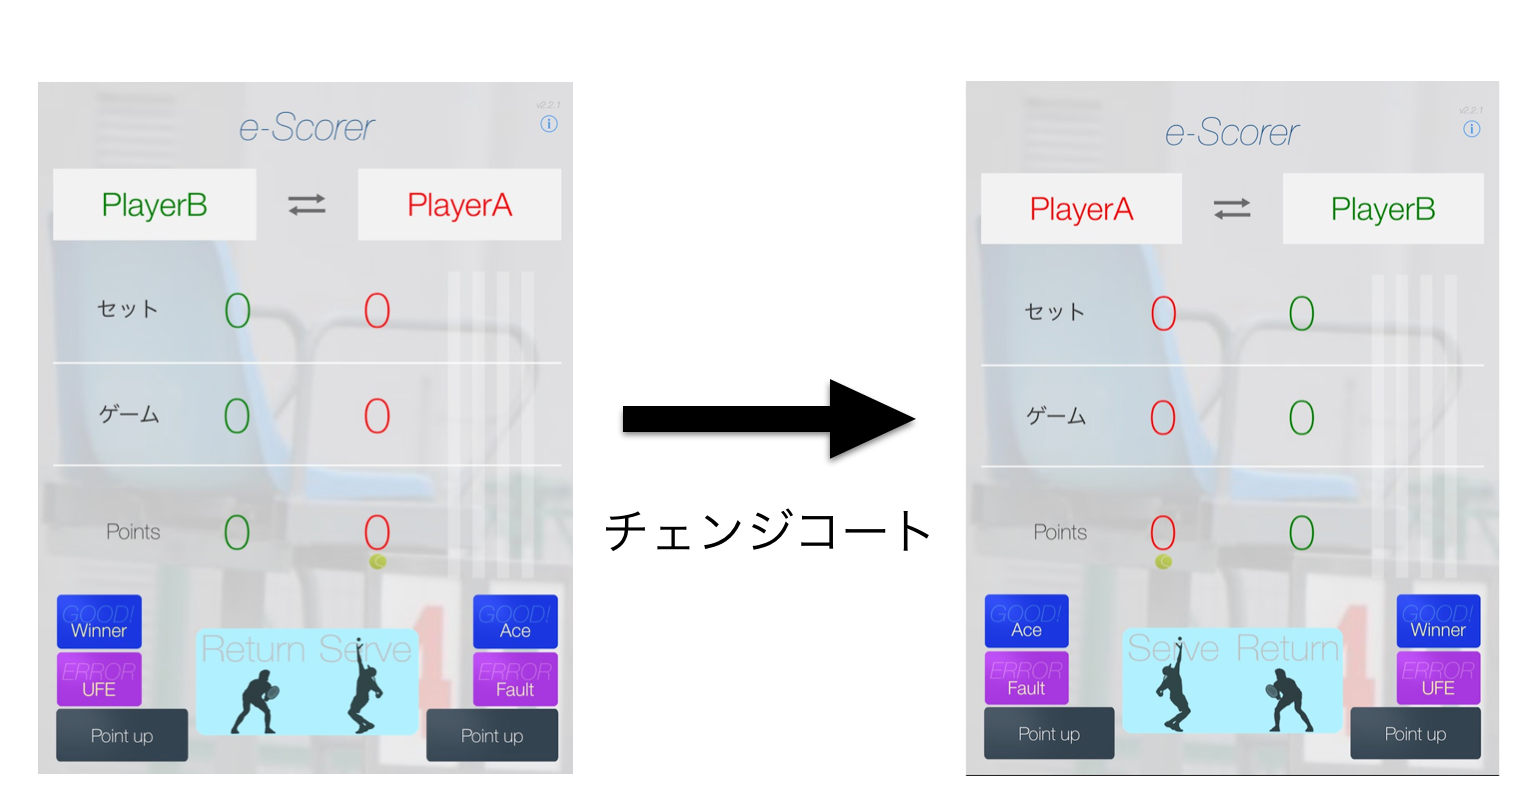 v2.2.1
e-Scorer
PlayerB
PlayerA
セット
0
0
ゲーム
0
0
Points
0
0
GOOD!
Winner
ERROR
UFE
Point up
Return
Serve
GOOD!
Ace
ERROR
Fault
Point up
チェンジコート
v2.2.1
e-Scorer
PlayerA
PlayerB
セット
0
0
ゲーム
0
0
Points
0
0
GOOD!
Ace
ERROR
Fault
Point up
Serve
Return
GOOD!
Winner
ERROR
UFE
Point up